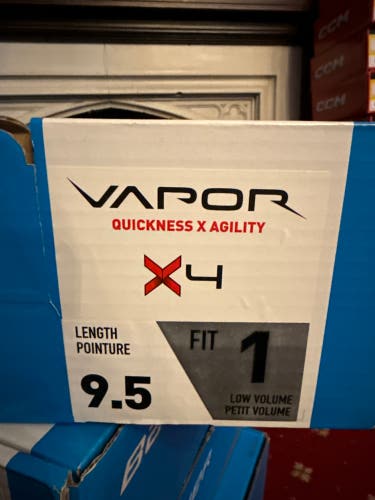 CCM
CCM
CCM
VAPOR
QUICKNESS X AGILITY
X4
LENGTH
POINTURE
9.5
FIT 1
LOW VOLUME
PETIT VOLUME